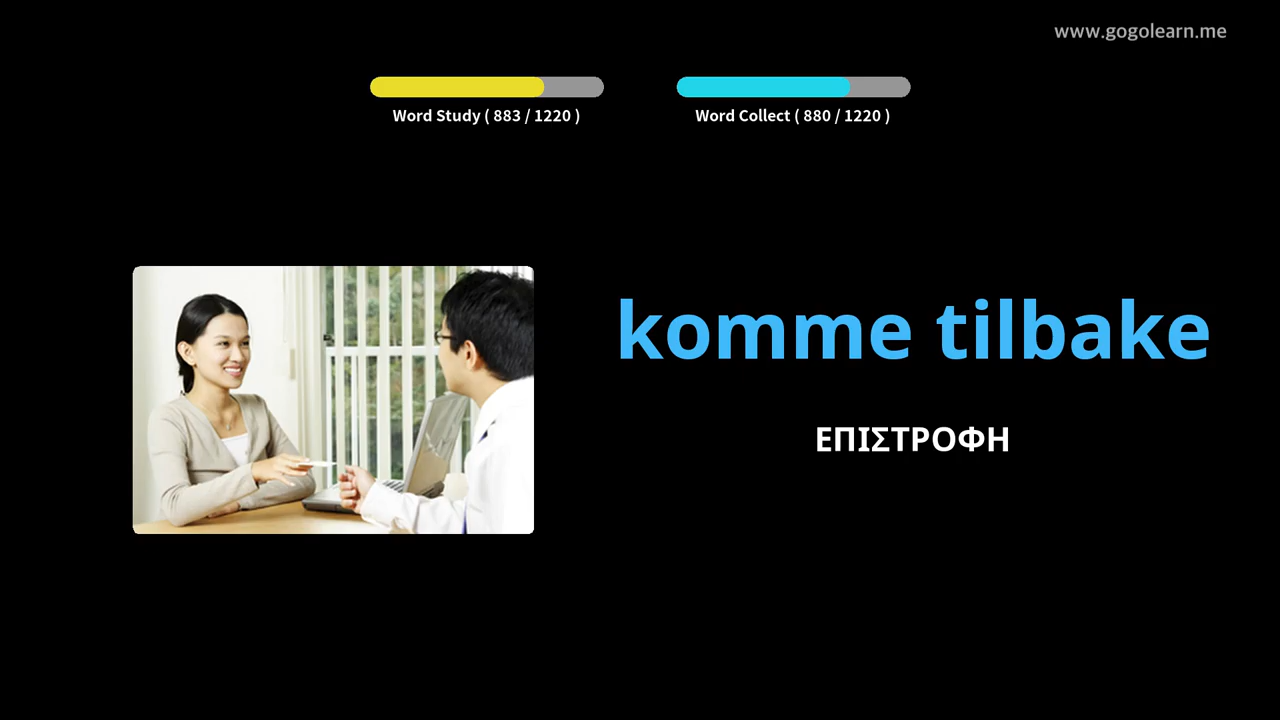 www.gogolearn.me
Word Study ( 883 / 1220 )
Word Collect ( 880 / 1220 )
komme tilbake
ΕΠΙΣΤΡΟΦΗ